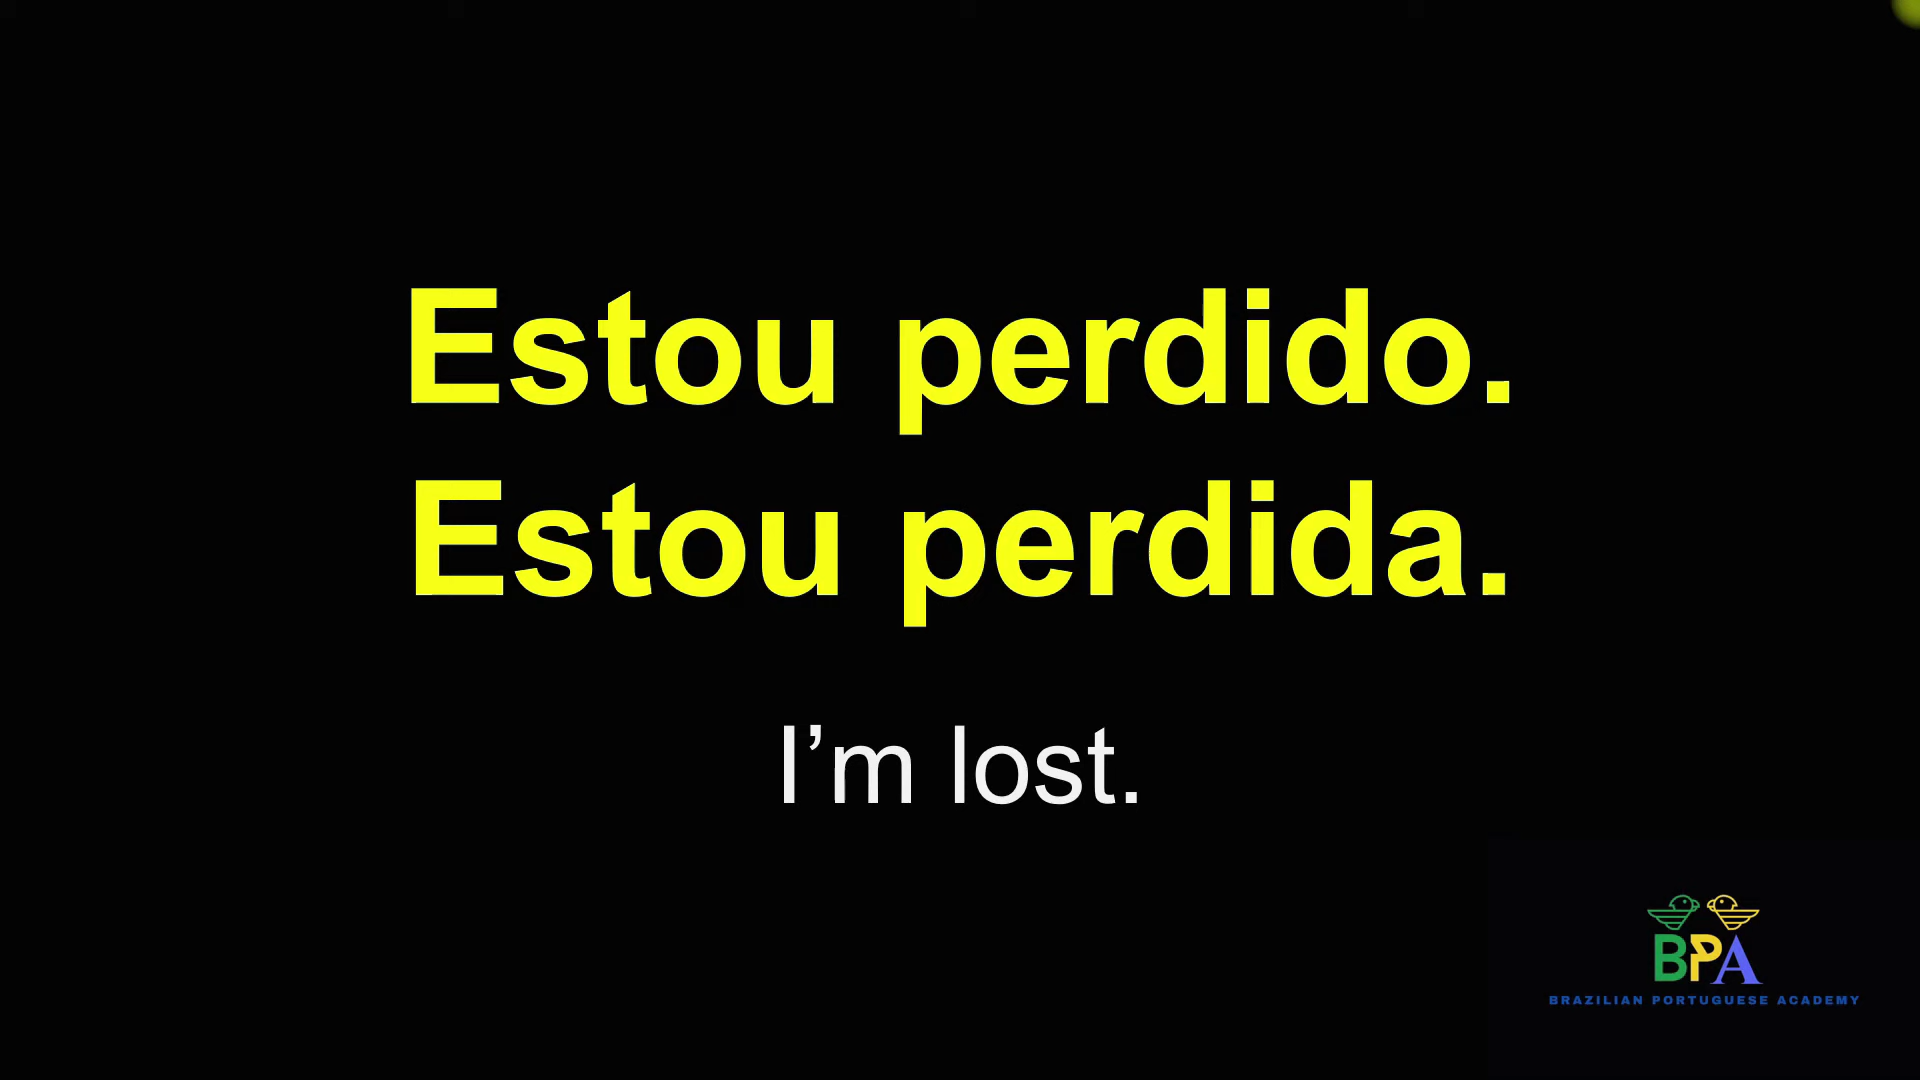 Estou perdido.
Estou perdida.
I’m lost.
BPA
BRAZILIAN PORTUGUESE ACADEMY